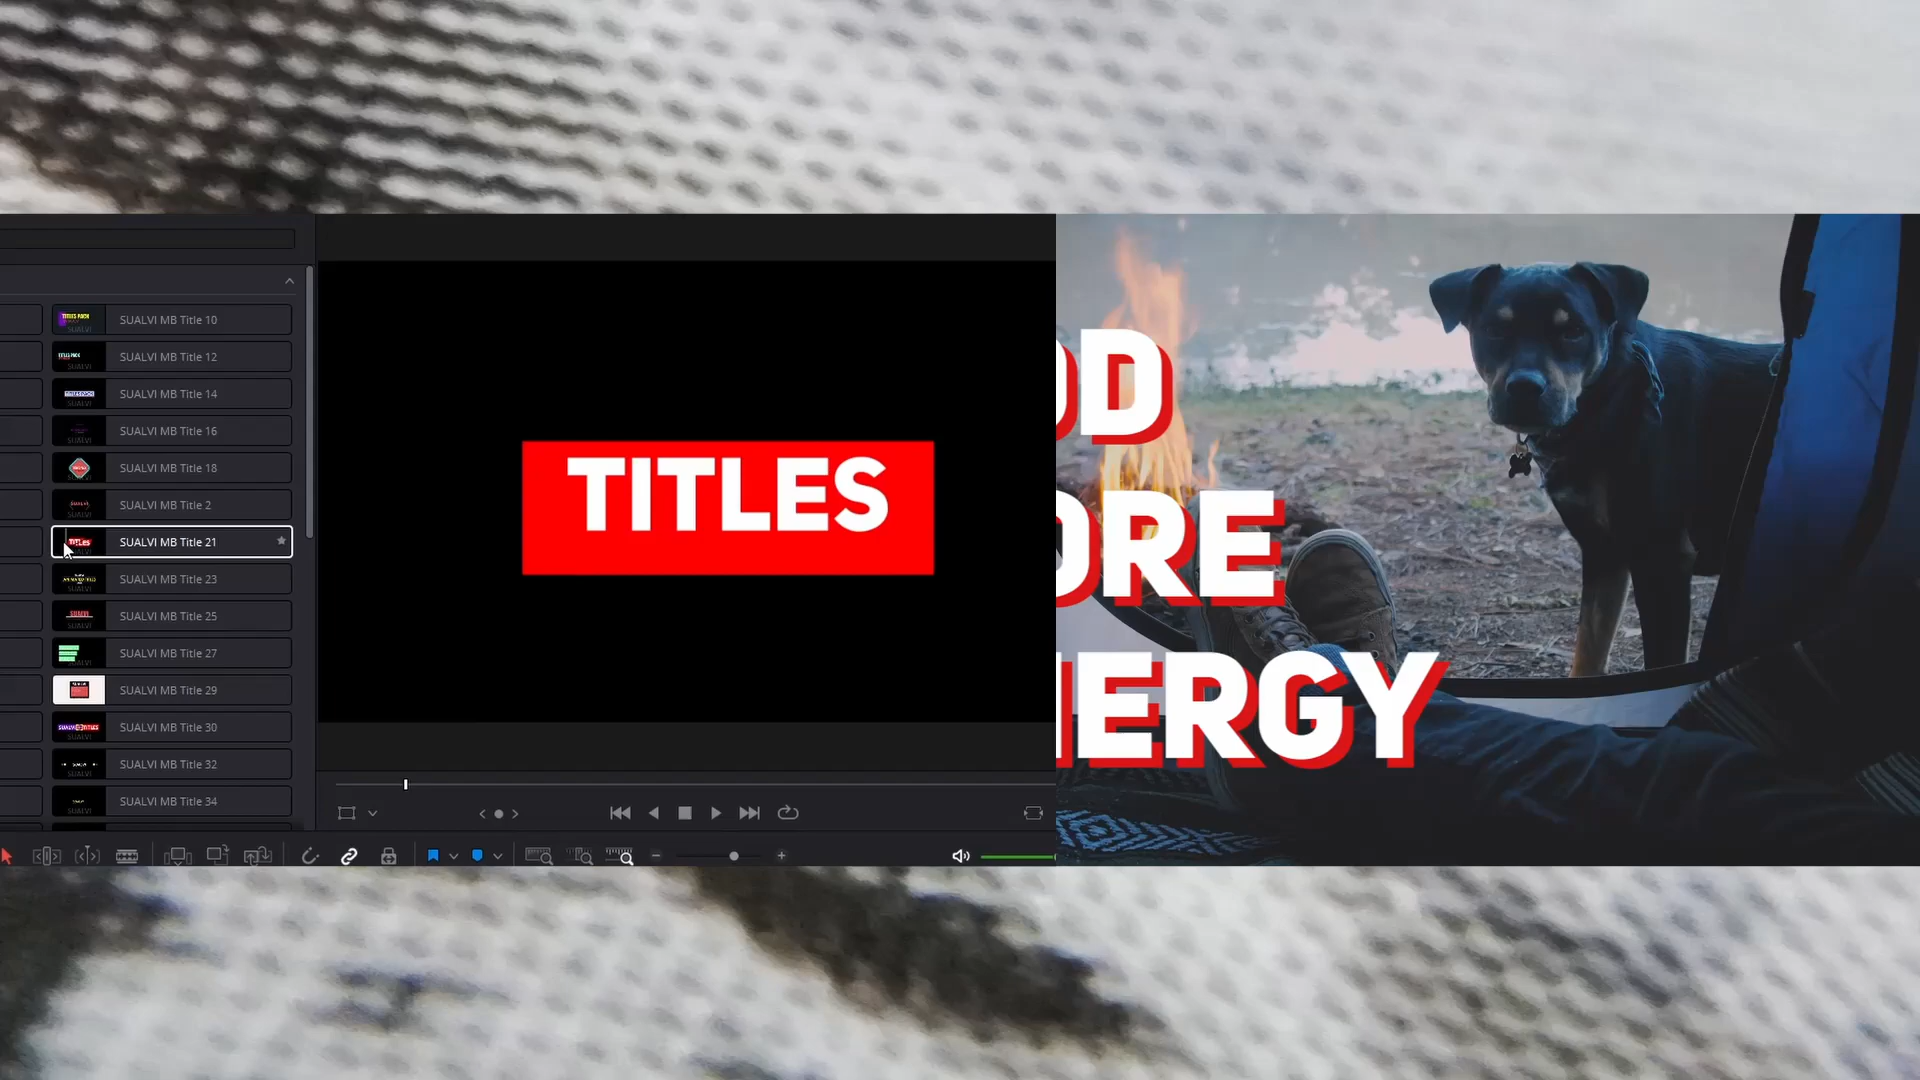 SUALVI MB Title 10
SUALVI MB Title 12
SUALVI MB Title 14
SUALVI MB Title 16
SUALVI MB Title 18
SUALVI MB Title 2
SUALVI MB Title 21
SUALVI MB Title 23
SUALVI MB Title 25
SUALVI MB Title 27
SUALVI MB Title 29
SUALVI MB Title 30
SUALVI MB Title 32
SUALVI MB Title 34
TITLES
OD
ORE
ERGY